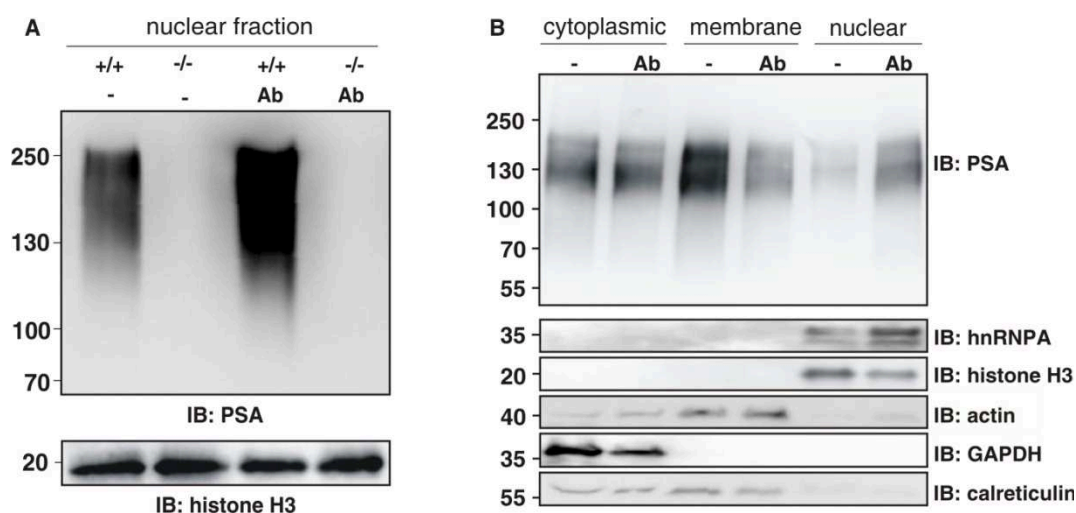 A
nuclear fraction
+/+ -/- +/+ -/-
- - Ab Ab
250
130
100
70
IB: PSA
20
IB: histone H3
B
cytoplasmic membrane nuclear
- Ab - Ab - Ab
250
130
100
70
55
IB: PSA
35
IB: hnRNPA
20
IB: histone H3
40
IB: actin
35
IB: GAPDH
55
IB: calreticulin